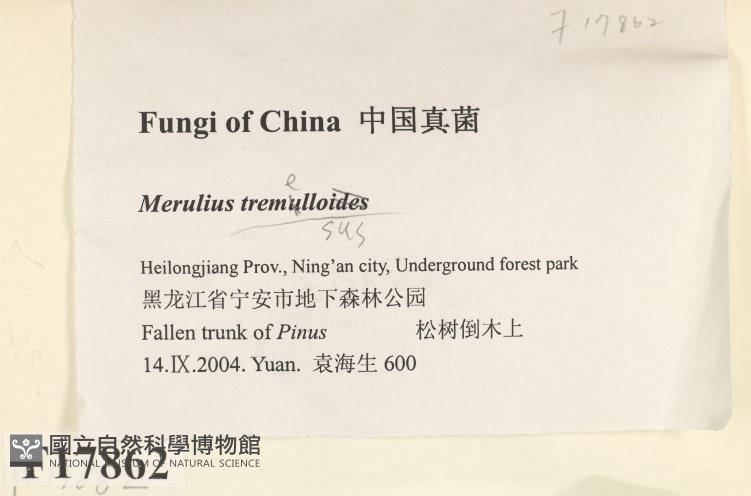 F17862
Fungi of China 中国真菌
e
Merulius tremulloides
sus
Heilongjiang Prov., Ning'an city, Underground forest park
黑龙江省宁安市地下森林公园
Fallen trunk of Pinus 松树倒木上
14.Ⅸ.2004. Yuan. 袁海生 600
國立自然科學博物館
NATIONAL MUSEUM OF NATURAL SCIENCE
F17862